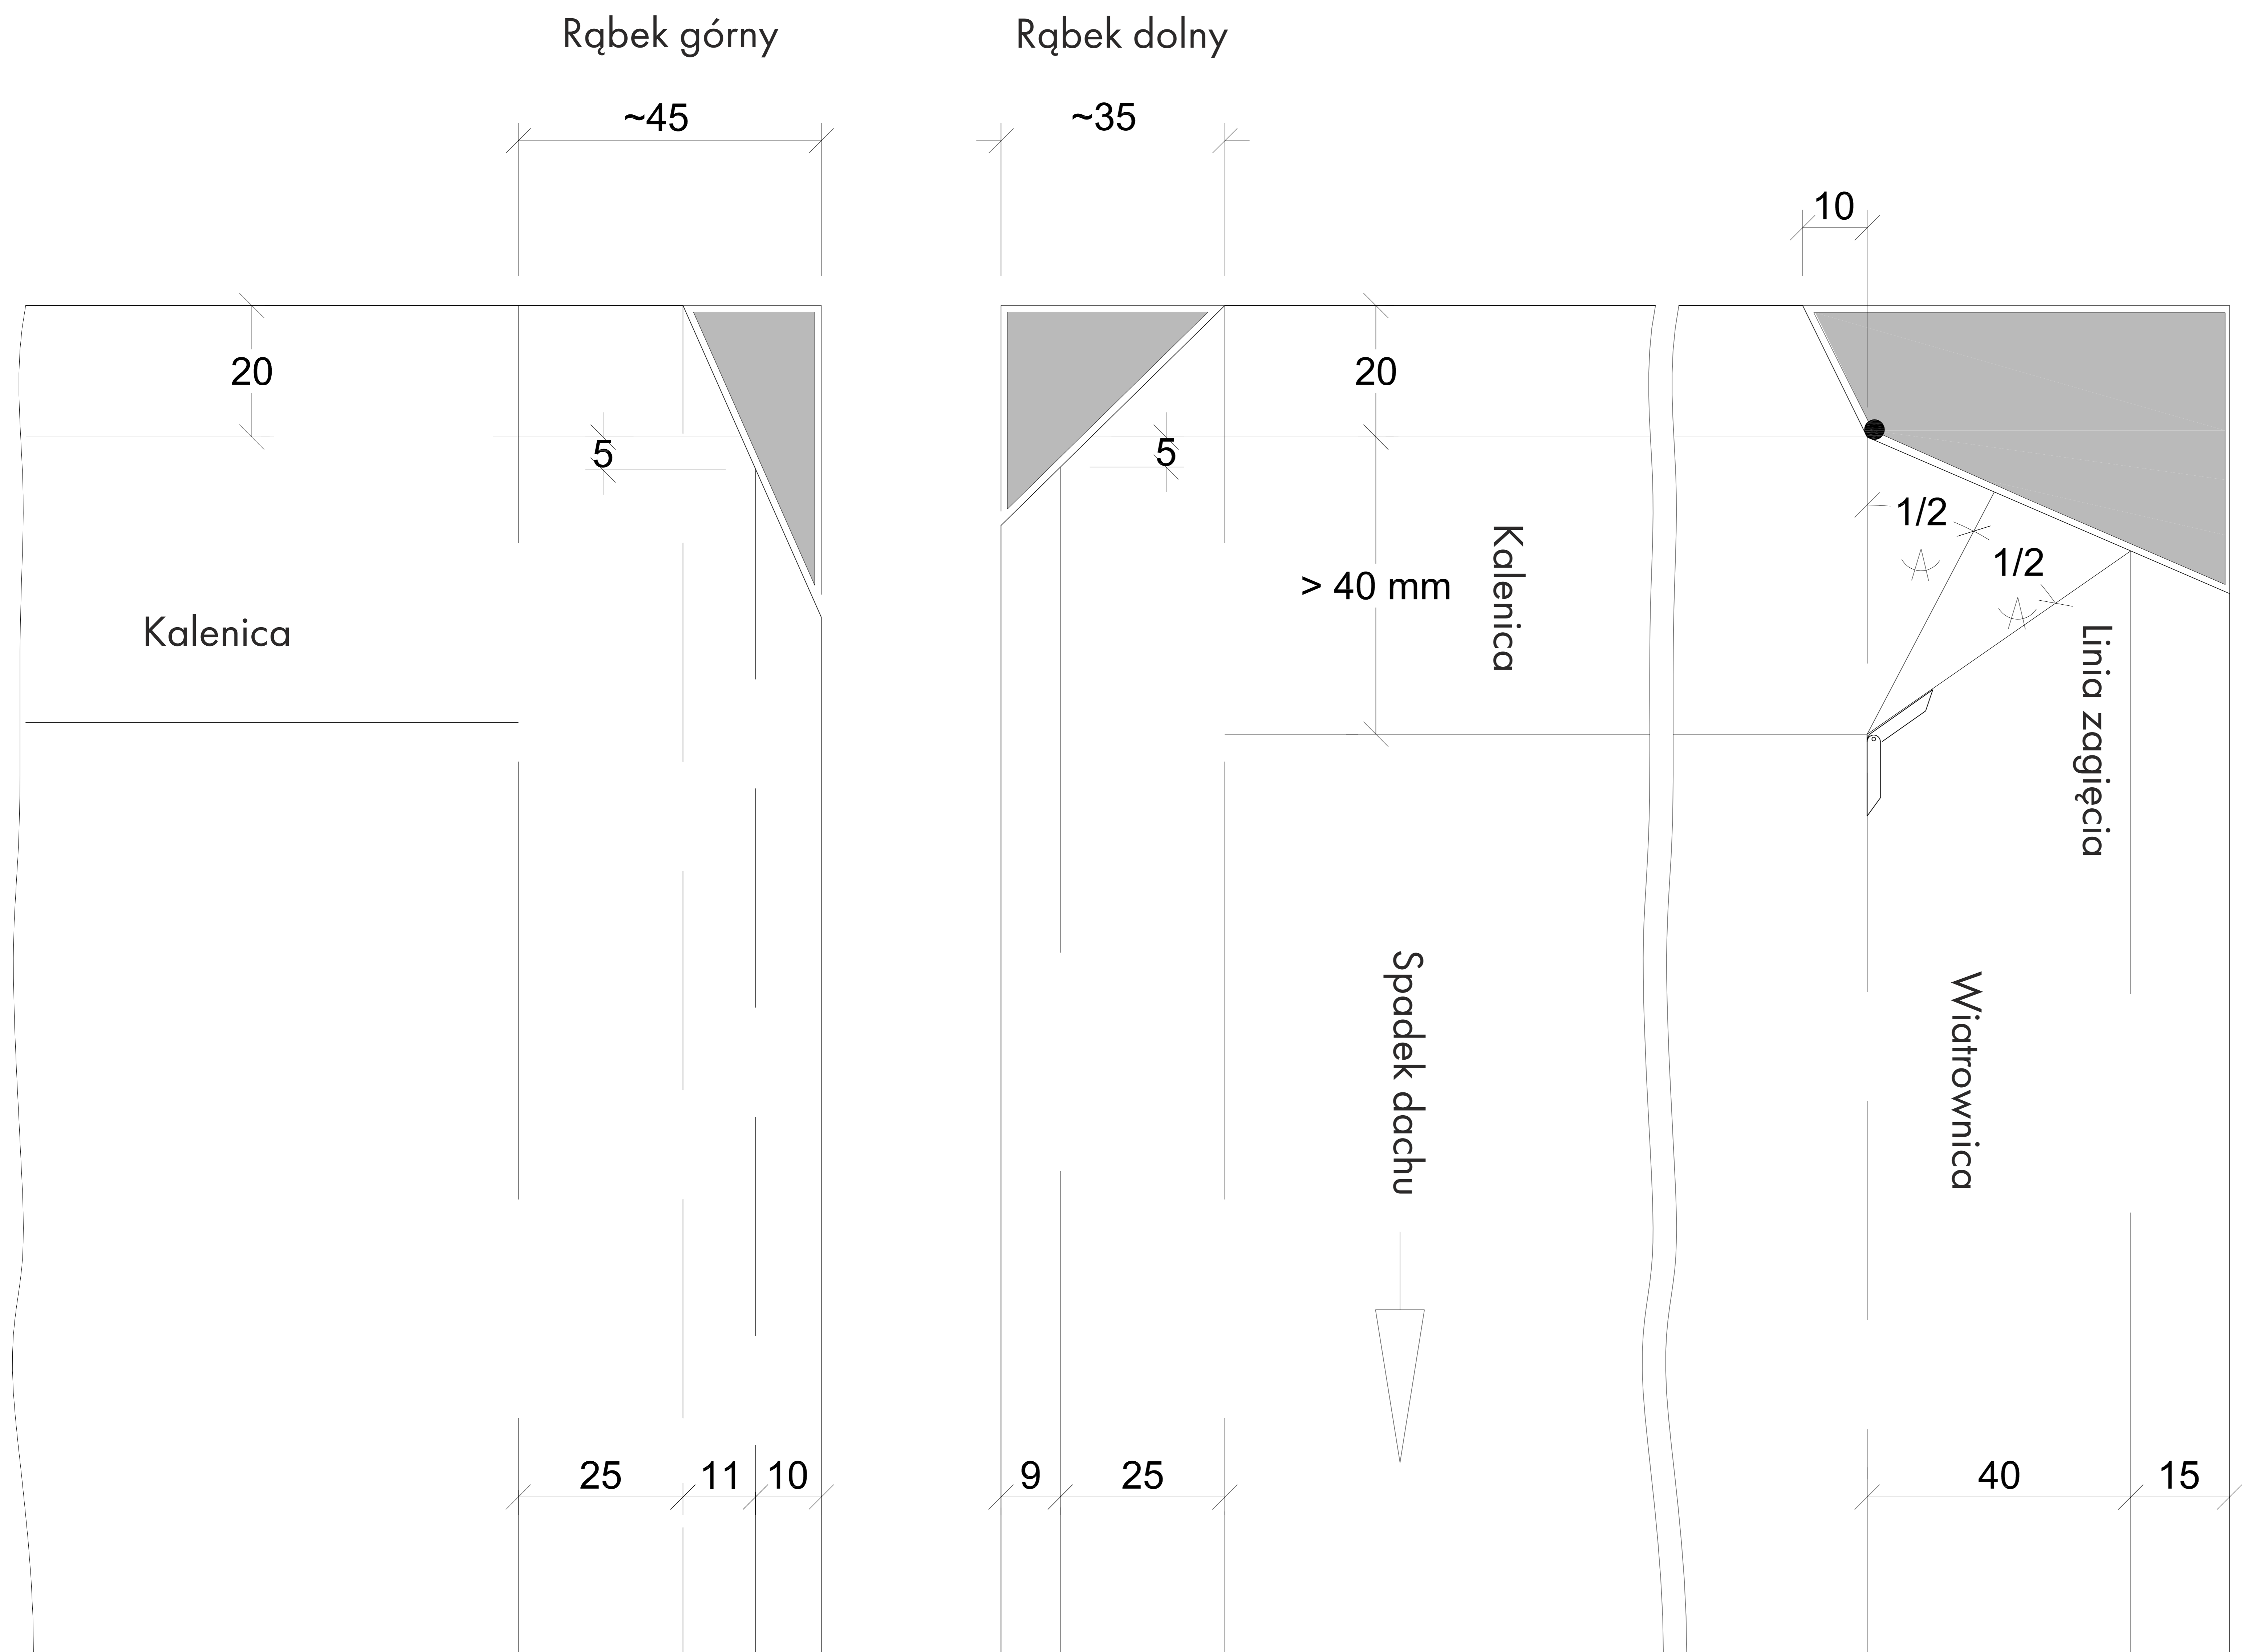 Rąbek górny
Rąbek dolny
~45
~35
10
20
5
5
20
1/2
1/2
> 40 mm
Kalenica
Kalenica
Linia zagięcia
Spadek dachu
Wiatrownica
25
11
10
9
25
40
15